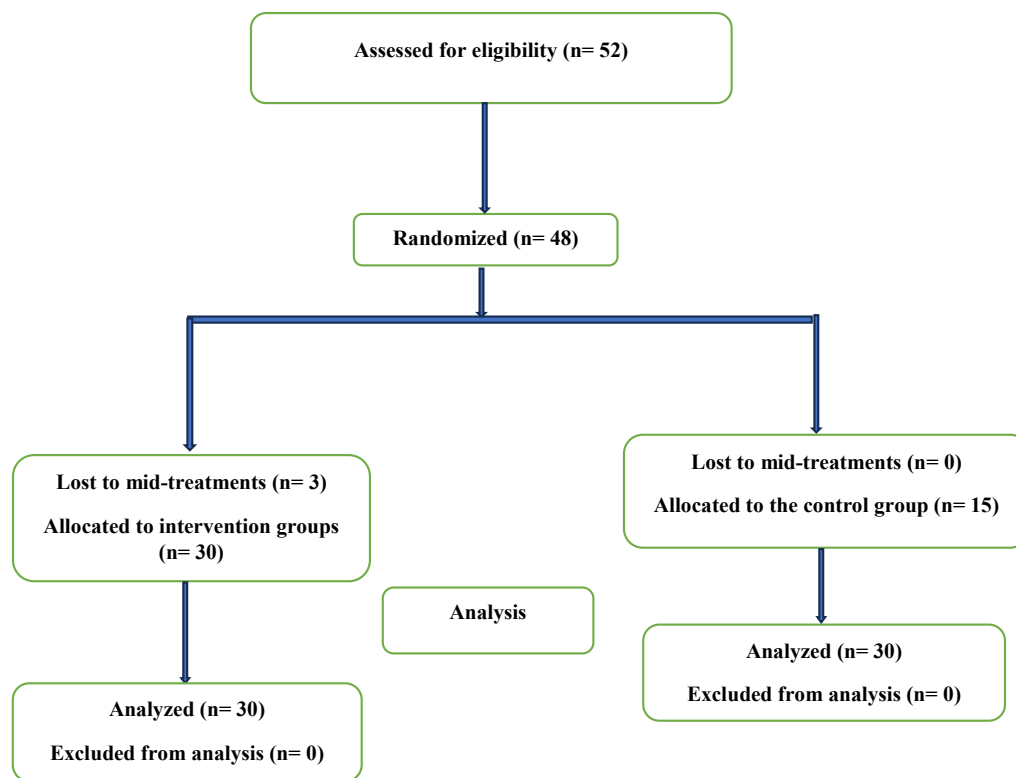 Assessed for eligibility (n= 52)
Randomized (n= 48)
Lost to mid-treatments (n= 3)
Allocated to intervention groups
(n= 30)
Lost to mid-treatments (n= 0)
Allocated to the control group (n= 15)
Analysis
Analyzed (n= 30)
Excluded from analysis (n= 0)
Analyzed (n= 30)
Excluded from analysis (n= 0)